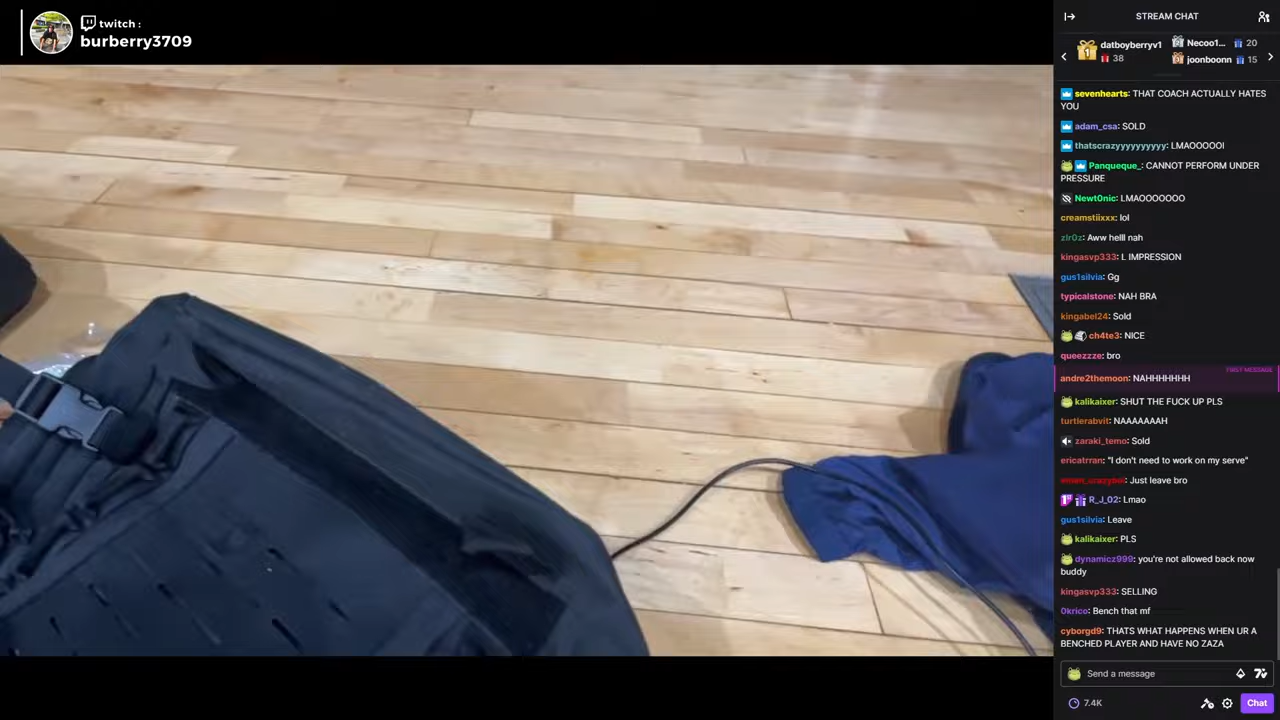 twitch :
burberry3709
STREAM CHAT
datboyberryv1
38
Necoo1... 20
joonboonn 15
sevenhearts: THAT COACH ACTUALLY HATES
YOU
adam_csa: SOLD
thatscrazyyyyyyyyyy: LMAOOOOOI
Panqueque_: CANNOT PERFORM UNDER
PRESSURE
Newt0nic: LMAOOOOOOO
creamstiixxx: lol
zlr0z: Aww helll nah
kingasvp333: L IMPRESSION
gus1silvia: Gg
typicalstone: NAH BRA
kingabel24: Sold
ch4te3: NICE
queezzze: bro
FIRST MESSAGE
andre2themoon: NAHHHHHHH
kalikaixer: SHUT THE FUCK UP PLS
turtlerabvit: NAAAAAAAH
zaraki_temo: Sold
ericatrran: "I don't need to work on my serve"
Just leave bro
R_J_02: Lmao
gus1silvia: Leave
kalikaixer: PLS
dynamicz999: you're not allowed back now
buddy
kingasvp333: SELLING
0krico: Bench that mf
cyborgd9: THATS WHAT HAPPENS WHEN UR A
BENCHED PLAYER AND HAVE NO ZAZA
Send a message
7.4K
Chat